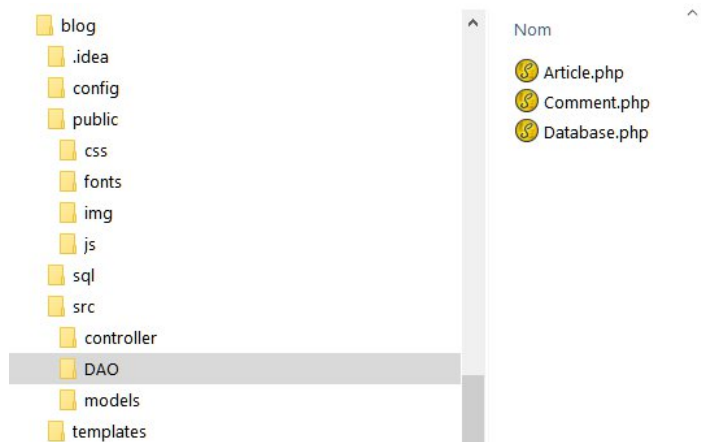 blog
.idea
config
public
css
fonts
img
js
sql
src
controller
DAO
models
templates
Nom
Article.php
Comment.php
Database.php